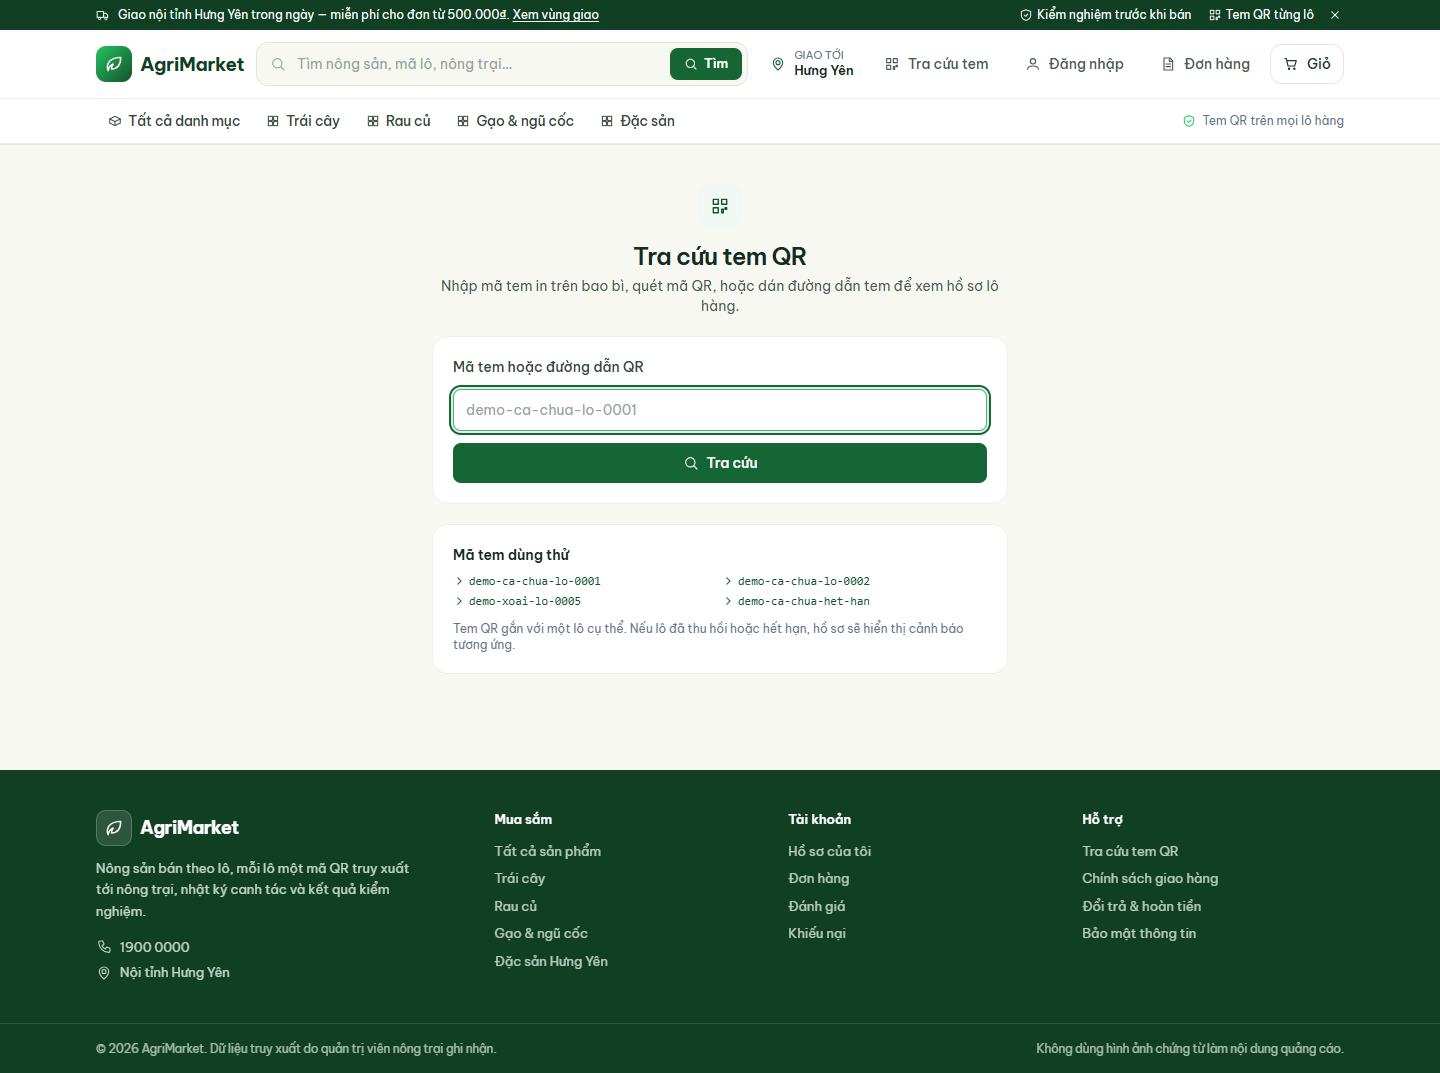 Giao nội tỉnh Hưng Yên trong ngày — miễn phí cho đơn từ 500.000₫. Xem vùng giao
Kiểm nghiệm trước khi bán
Tem QR từng lô
AgriMarket
Tìm nông sản, mã lô, nông trại...
Tìm
GIAO TỚI
Hưng Yên
Tra cứu tem
Đăng nhập
Đơn hàng
Giỏ
Tất cả danh mục
Trái cây
Rau củ
Gạo & ngũ cốc
Đặc sản
Tem QR trên mọi lô hàng
Tra cứu tem QR
Nhập mã tem in trên bao bì, quét mã QR, hoặc dán đường dẫn tem để xem hồ sơ lô
hàng.
Mã tem hoặc đường dẫn QR
demo-ca-chua-lo-0001
Tra cứu
Mã tem dùng thử
demo-ca-chua-lo-0001
demo-ca-chua-lo-0002
demo-xoai-lo-0005
demo-ca-chua-het-han
Tem QR gắn với một lô cụ thể. Nếu lô đã thu hồi hoặc hết hạn, hồ sơ sẽ hiển thị cảnh báo
tương ứng.
AgriMarket
Nông sản bán theo lô, mỗi lô một mã QR truy xuất
tới nông trại, nhật ký canh tác và kết quả kiểm
nghiệm.
1900 0000
Nội tỉnh Hưng Yên
Mua sắm
Tất cả sản phẩm
Trái cây
Rau củ
Gạo & ngũ cốc
Đặc sản Hưng Yên
Tài khoản
Hồ sơ của tôi
Đơn hàng
Đánh giá
Khiếu nại
Hỗ trợ
Tra cứu tem QR
Chính sách giao hàng
Đổi trả & hoàn tiền
Bảo mật thông tin
© 2026 AgriMarket. Dữ liệu truy xuất do quản trị viên nông trại ghi nhận.
Không dùng hình ảnh chứng từ làm nội dung quảng cáo.